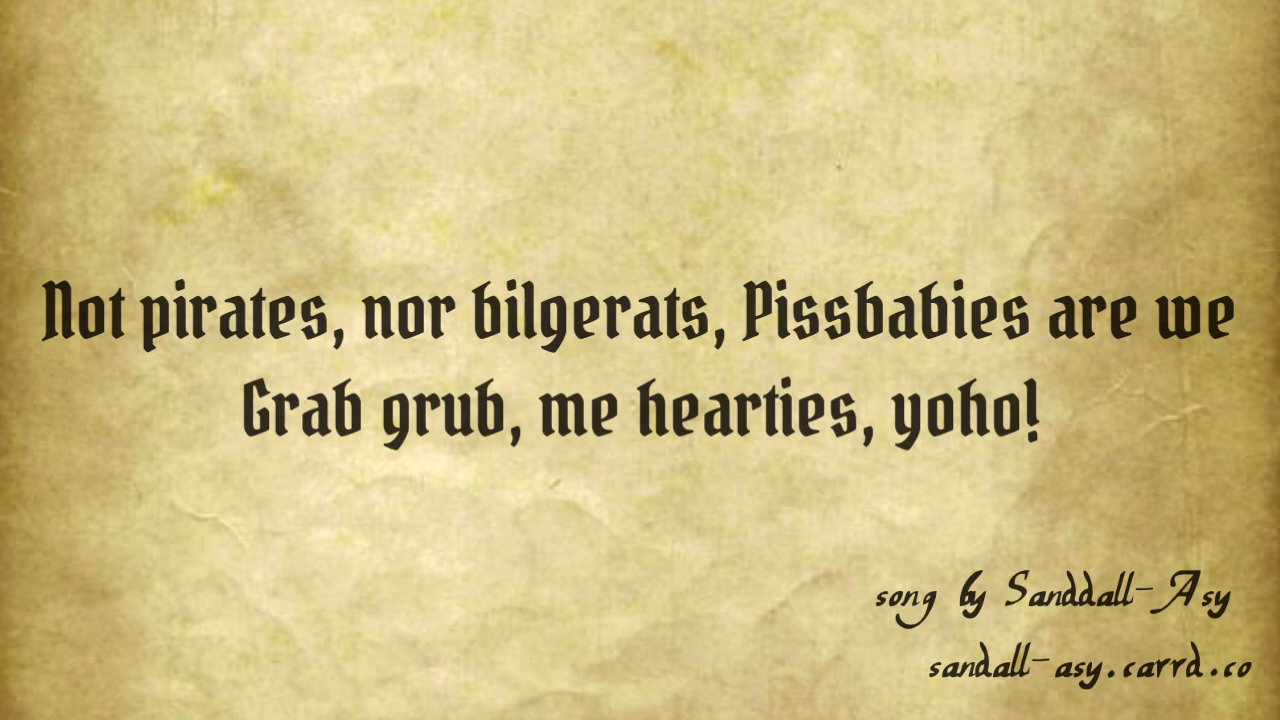 Not pirates, nor bilgerats, Pissbabies are we
Grab grub, me hearties, yoho!
song by Sanddall-Asy
sandall-asy.carrd.co